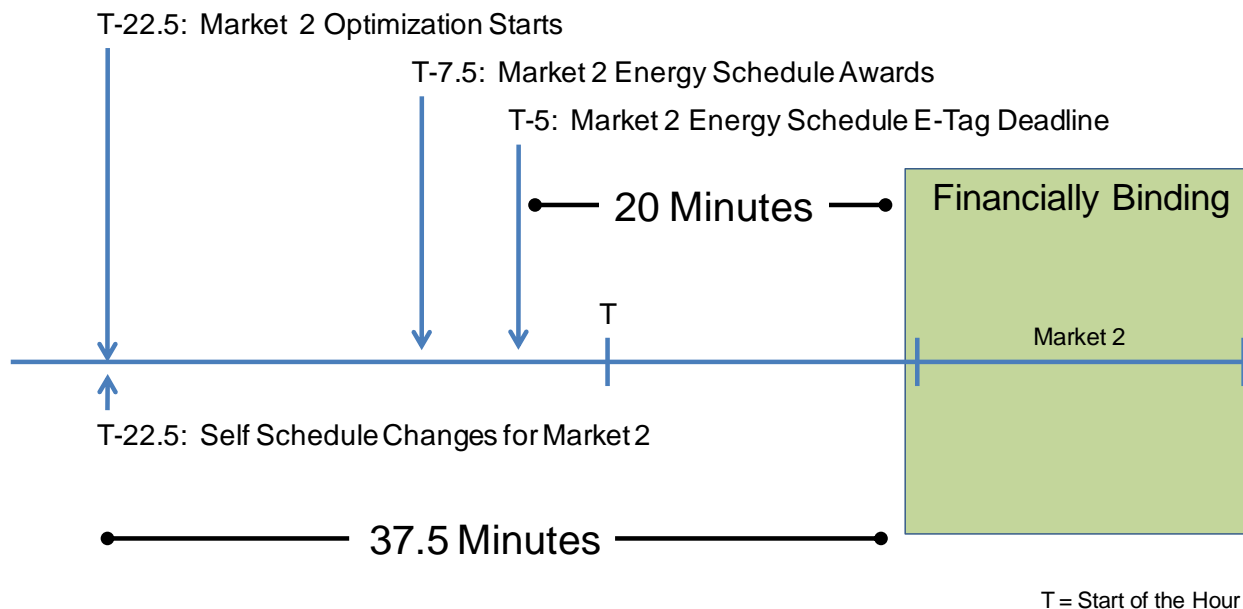 T-22.5: Market 2 Optimization Starts
T-7.5: Market 2 Energy Schedule Awards
T-5: Market 2 Energy Schedule E-Tag Deadline
20 Minutes
Financially Binding
T
Market 2
T-22.5: Self Schedule Changes for Market 2
37.5 Minutes
T = Start of the Hour